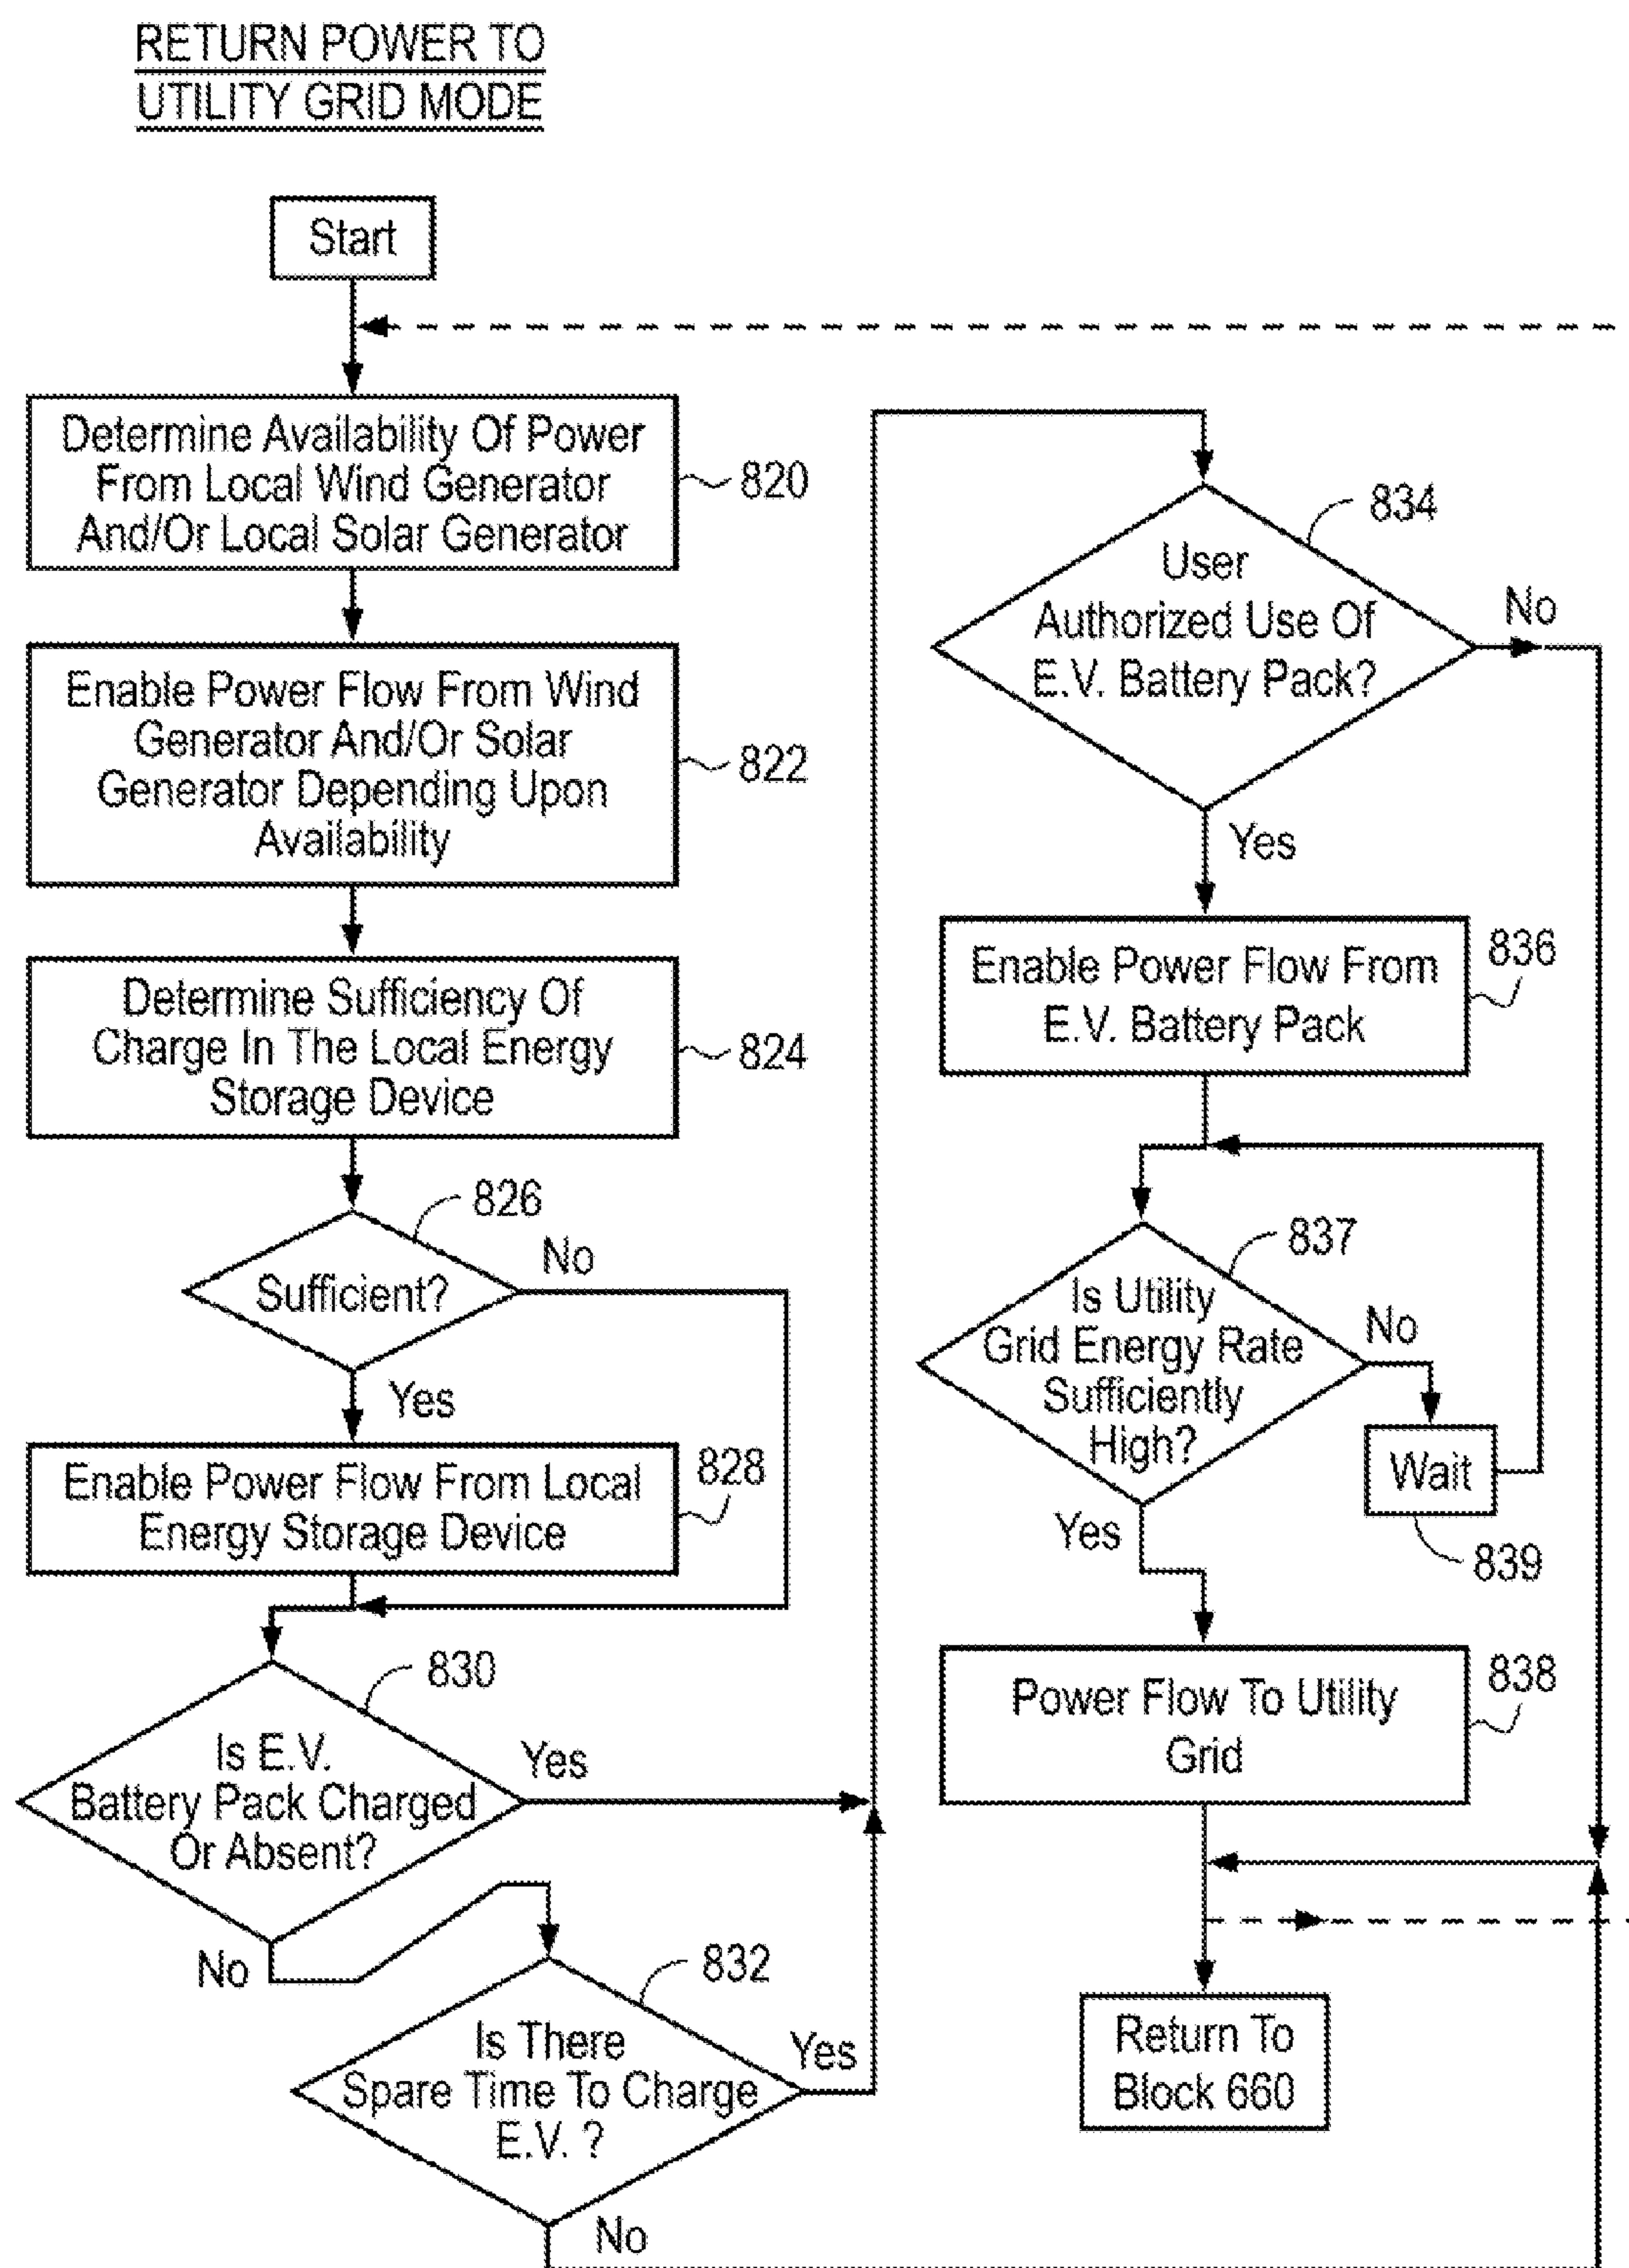 RETURN POWER TO
UTILITY GRID MODE
Start
Determine Availability Of Power
From Local Wind Generator
And/Or Local Solar Generator
820
Enable Power Flow From Wind
Generator And/Or Solar
Generator Depending Upon
Availability
822
Determine Sufficiency Of
Charge In The Local Energy
Storage Device
824
826
Sufficient?
No
Yes
Enable Power Flow From Local
Energy Storage Device
828
830
Is E.V.
Battery Pack Charged
Or Absent?
Yes
No
832
Is There
Spare Time To Charge
E.V. ?
Yes
No
834
User
Authorized Use Of
E.V. Battery Pack?
No
Yes
Enable Power Flow From
E.V. Battery Pack
836
837
Is Utility
Grid Energy Rate
Sufficiently
High?
No
Wait
839
Yes
Power Flow To Utility
Grid
838
Return To
Block 660